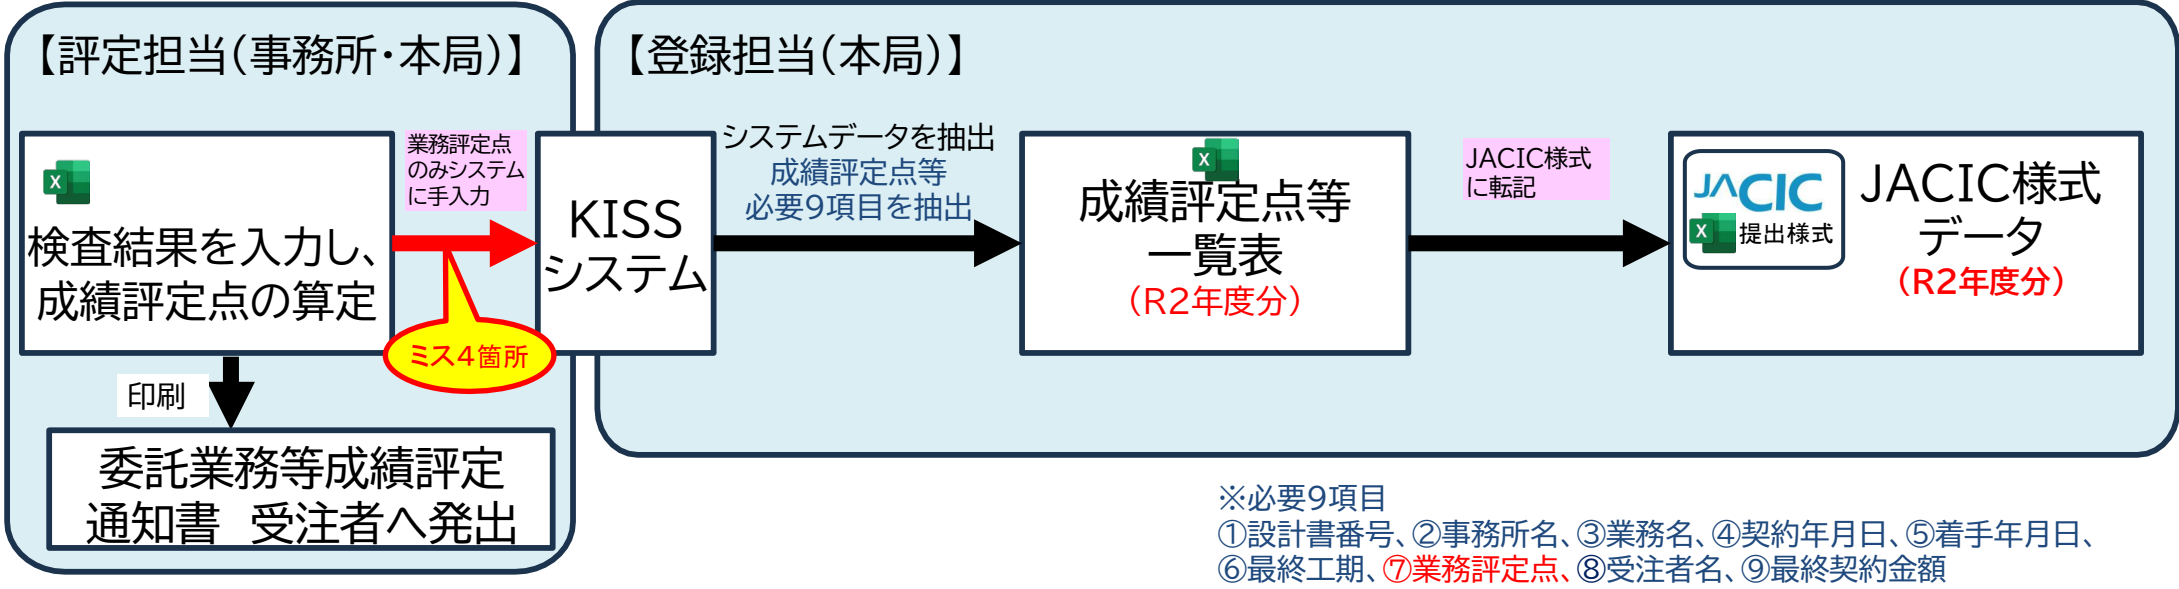 【評定担当（事務所・本局）】
X
検査結果を入力し、
成績評定点の算定
業務評定点
のみシステム
に手入力
ミス4箇所
印刷
委託業務等成績評定
通知書　受注者へ発出
KISS
システム
【登録担当（本局）】
システムデータを抽出
成績評定点等
必要9項目を抽出
X
成績評定点等
一覧表
（R2年度分）
JACIC様式
に転記
JACIC
X
提出様式
JACIC様式
データ
（R2年度分）
※必要9項目
①設計書番号、②事務所名、③業務名、④契約年月日、⑤着手年月日、
⑥最終工期、⑦業務評定点、⑧受注者名、⑨最終契約金額